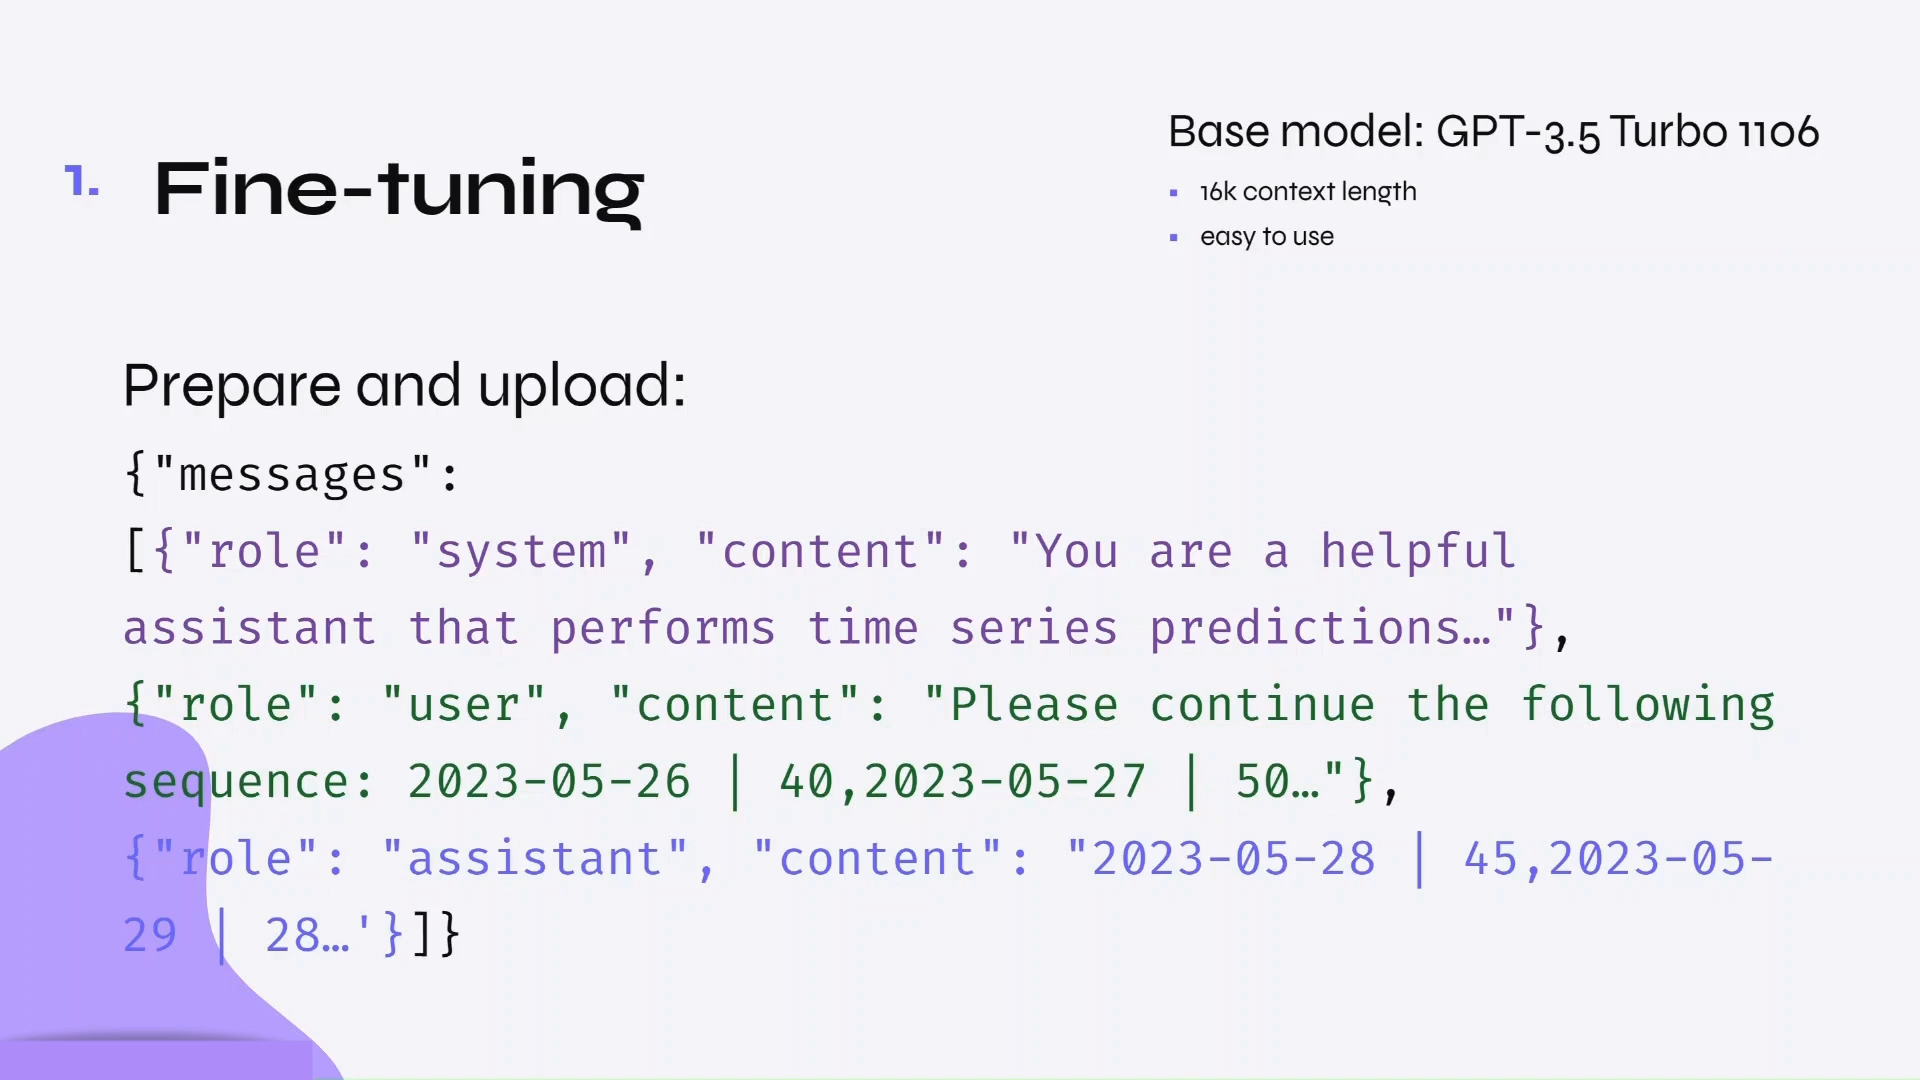 1. Fine-tuning
Base model: GPT-3.5 Turbo 1106
▪ 16k context length
▪ easy to use
Prepare and upload:
{"messages":
[{"role": "system", "content": "You are a helpful
assistant that performs time series predictions…"},
{"role": "user", "content": "Please continue the following
sequence: 2023-05-26 | 40,2023-05-27 | 50…"},
{"role": "assistant", "content": "2023-05-28 | 45,2023-05-
29 | 28…'}]}